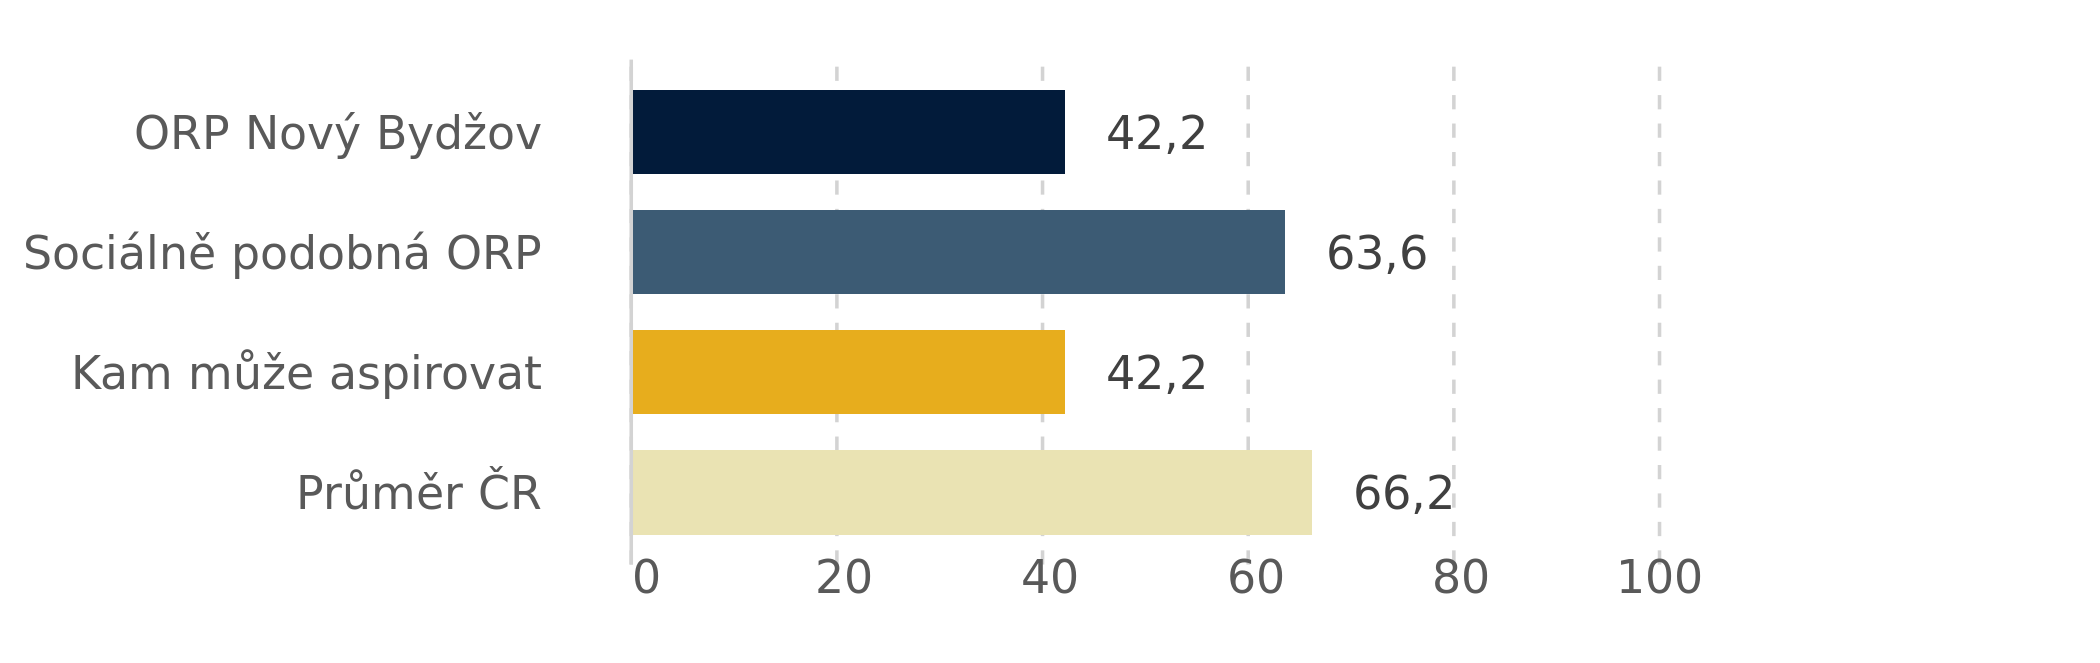 ORP Nový Bydžov 42,2
Sociálně podobná ORP 63,6
Kam může aspirovat 42,2
Průměr ČR 66,2
0 20 40 60 80 100